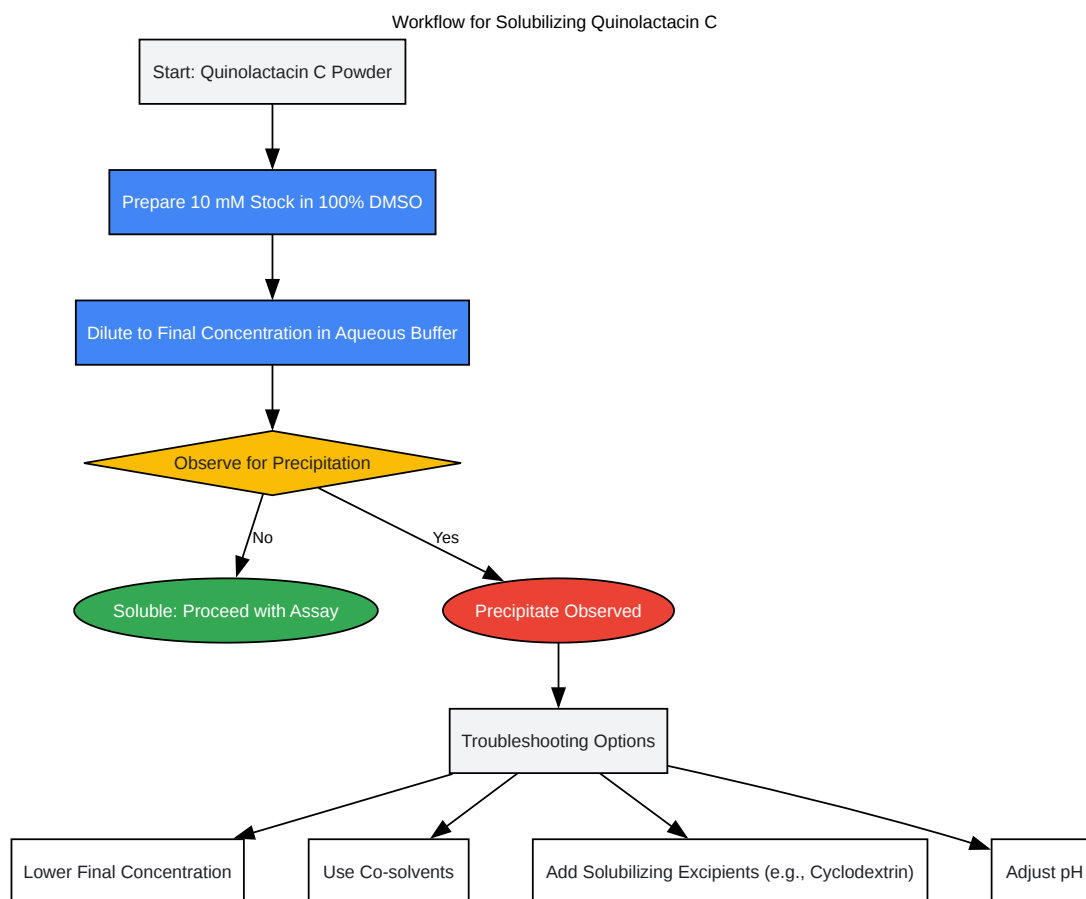 Workflow for Solubilizing Quinolactacin C
Start: Quinolactacin C Powder
Prepare 10 mM Stock in 100% DMSO
Dilute to Final Concentration in Aqueous Buffer
Observe for Precipitation
No
Yes
Soluble: Proceed with Assay
Precipitate Observed
Troubleshooting Options
Lower Final Concentration
Use Co-solvents
Add Solubilizing Excipients (e.g., Cyclodextrin)
Adjust pH